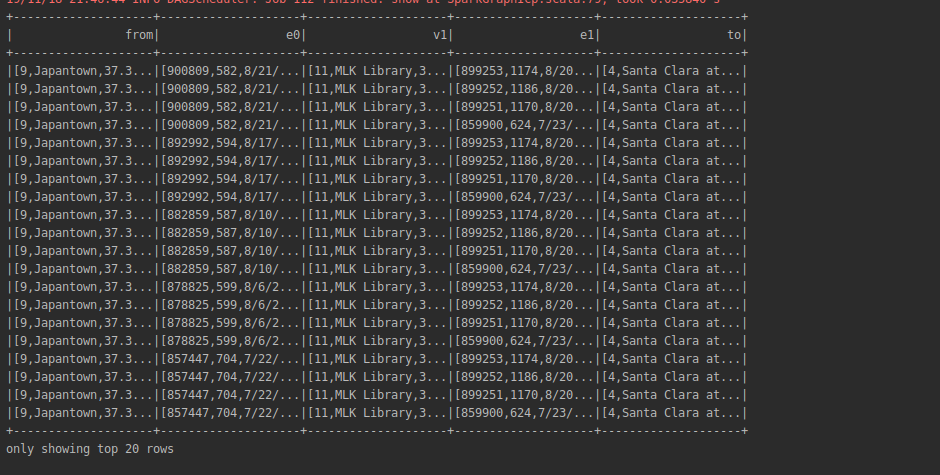 15/11/18 21:40:44 INFO DAGScheduler: Job 112 finished: show at SparkGraphicp.scala:79, took 0.035840 s
+--------------------+--------------------+--------------------+--------------------+--------------------+
|                from|                  e0|                  v1|                  e1|                  to|
+--------------------+--------------------+--------------------+--------------------+--------------------+
|[9,Japantown,37.3...|[900809,582,8/21/...|[11,MLK Library,3...|[899253,1174,8/20...|[4,Santa Clara at...|
|[9,Japantown,37.3...|[900809,582,8/21/...|[11,MLK Library,3...|[899252,1186,8/20...|[4,Santa Clara at...|
|[9,Japantown,37.3...|[900809,582,8/21/...|[11,MLK Library,3...|[899251,1170,8/20...|[4,Santa Clara at...|
|[9,Japantown,37.3...|[900809,582,8/21/...|[11,MLK Library,3...|[859900,624,7/23/...|[4,Santa Clara at...|
|[9,Japantown,37.3...|[892992,594,8/17/...|[11,MLK Library,3...|[899253,1174,8/20...|[4,Santa Clara at...|
|[9,Japantown,37.3...|[892992,594,8/17/...|[11,MLK Library,3...|[899252,1186,8/20...|[4,Santa Clara at...|
|[9,Japantown,37.3...|[892992,594,8/17/...|[11,MLK Library,3...|[899251,1170,8/20...|[4,Santa Clara at...|
|[9,Japantown,37.3...|[892992,594,8/17/...|[11,MLK Library,3...|[859900,624,7/23/...|[4,Santa Clara at...|
|[9,Japantown,37.3...|[882859,587,8/10/...|[11,MLK Library,3...|[899253,1174,8/20...|[4,Santa Clara at...|
|[9,Japantown,37.3...|[882859,587,8/10/...|[11,MLK Library,3...|[899252,1186,8/20...|[4,Santa Clara at...|
|[9,Japantown,37.3...|[882859,587,8/10/...|[11,MLK Library,3...|[899251,1170,8/20...|[4,Santa Clara at...|
|[9,Japantown,37.3...|[882859,587,8/10/...|[11,MLK Library,3...|[859900,624,7/23/...|[4,Santa Clara at...|
|[9,Japantown,37.3...|[878825,599,8/6/2...|[11,MLK Library,3...|[899253,1174,8/20...|[4,Santa Clara at...|
|[9,Japantown,37.3...|[878825,599,8/6/2...|[11,MLK Library,3...|[899252,1186,8/20...|[4,Santa Clara at...|
|[9,Japantown,37.3...|[878825,599,8/6/2...|[11,MLK Library,3...|[899251,1170,8/20...|[4,Santa Clara at...|
|[9,Japantown,37.3...|[878825,599,8/6/2...|[11,MLK Library,3...|[859900,624,7/23/...|[4,Santa Clara at...|
|[9,Japantown,37.3...|[857447,704,7/22/...|[11,MLK Library,3...|[899253,1174,8/20...|[4,Santa Clara at...|
|[9,Japantown,37.3...|[857447,704,7/22/...|[11,MLK Library,3...|[899252,1186,8/20...|[4,Santa Clara at...|
|[9,Japantown,37.3...|[857447,704,7/22/...|[11,MLK Library,3...|[899251,1170,8/20...|[4,Santa Clara at...|
|[9,Japantown,37.3...|[857447,704,7/22/...|[11,MLK Library,3...|[859900,624,7/23/...|[4,Santa Clara at...|
+--------------------+--------------------+--------------------+--------------------+--------------------+
only showing top 20 rows